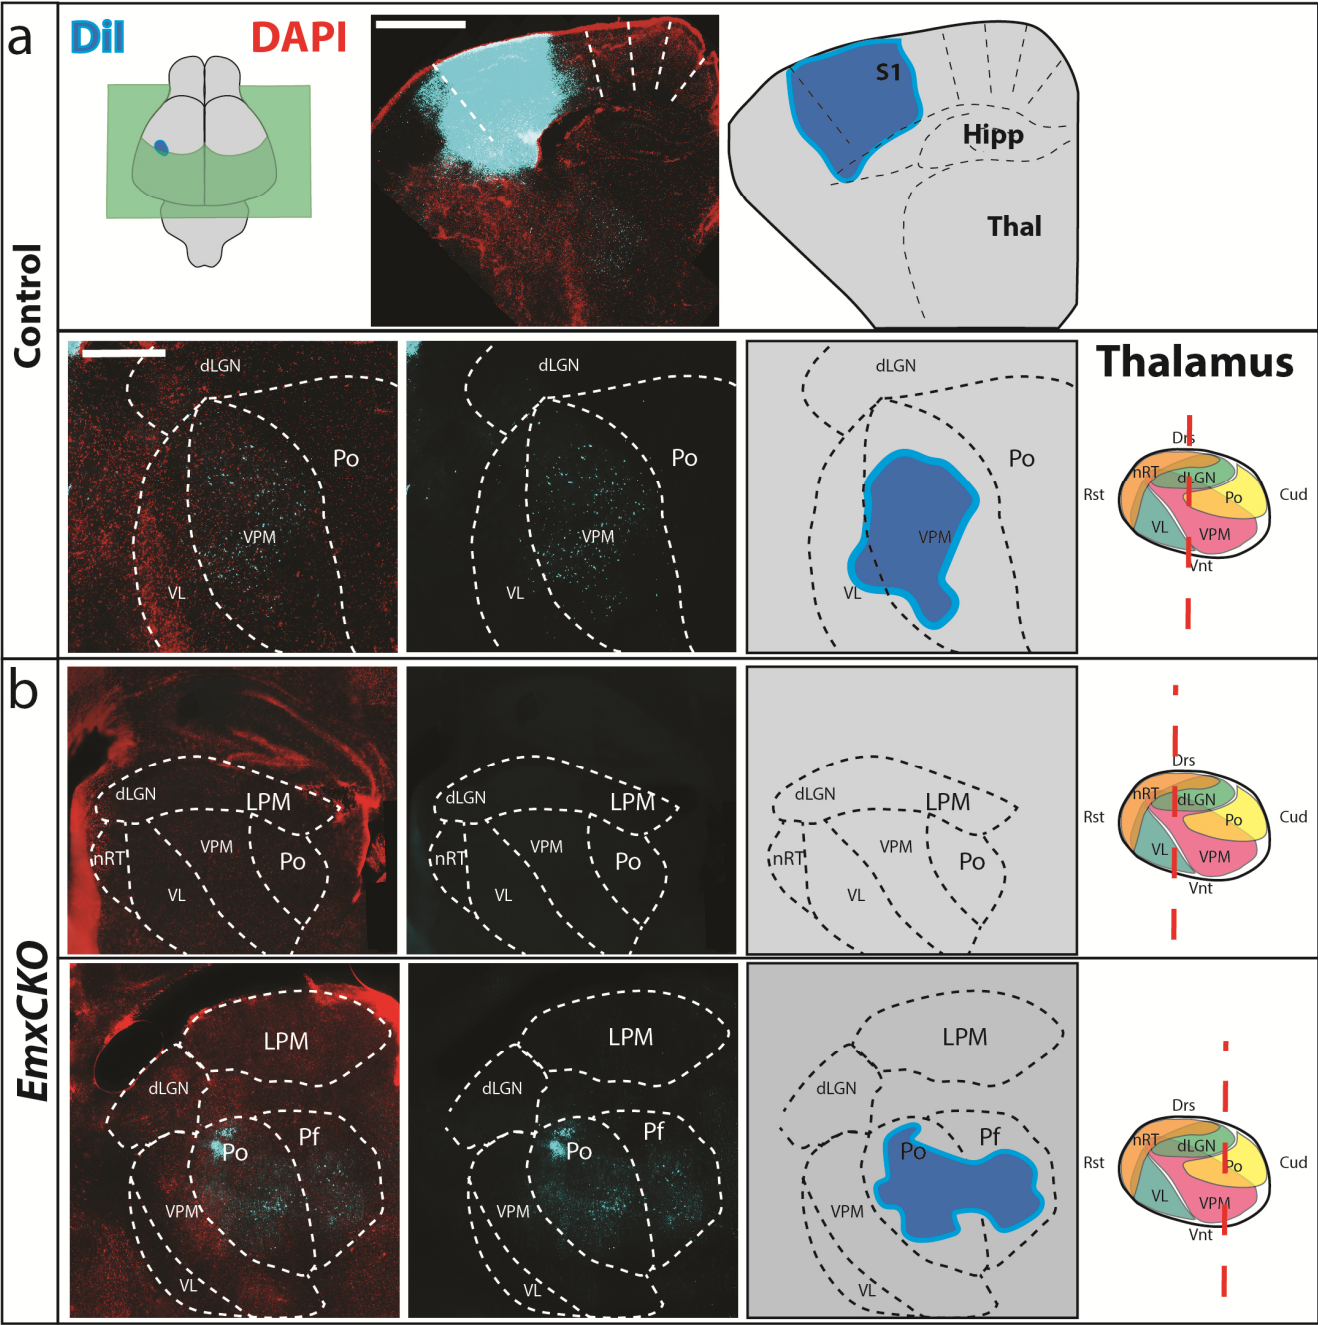 a
DiI
DAPI
S1
Hipp
Thal
Control
dLGN
Po
VPM
VL
dLGN
Po
VPM
VL
dLGN
Po
VPM
VL
Thalamus
Drs
nRT
dLGN
Rst
Po
Cud
VL
VPM
Vnt
b
EmxCKO
dLGN
LPM
nRT
VPM
Po
VL
dLGN
LPM
nRT
VPM
Po
VL
dLGN
LPM
nRT
VPM
Po
VL
Drs
nRT
dLGN
Rst
Po
Cud
VL
VPM
Vnt
LPM
dLGN
Po
Pf
VPM
VL
LPM
dLGN
Po
Pf
VPM
VL
LPM
dLGN
Po
Pf
VPM
VL
Drs
nRT
dLGN
Rst
Po
Cud
VL
VPM
Vnt